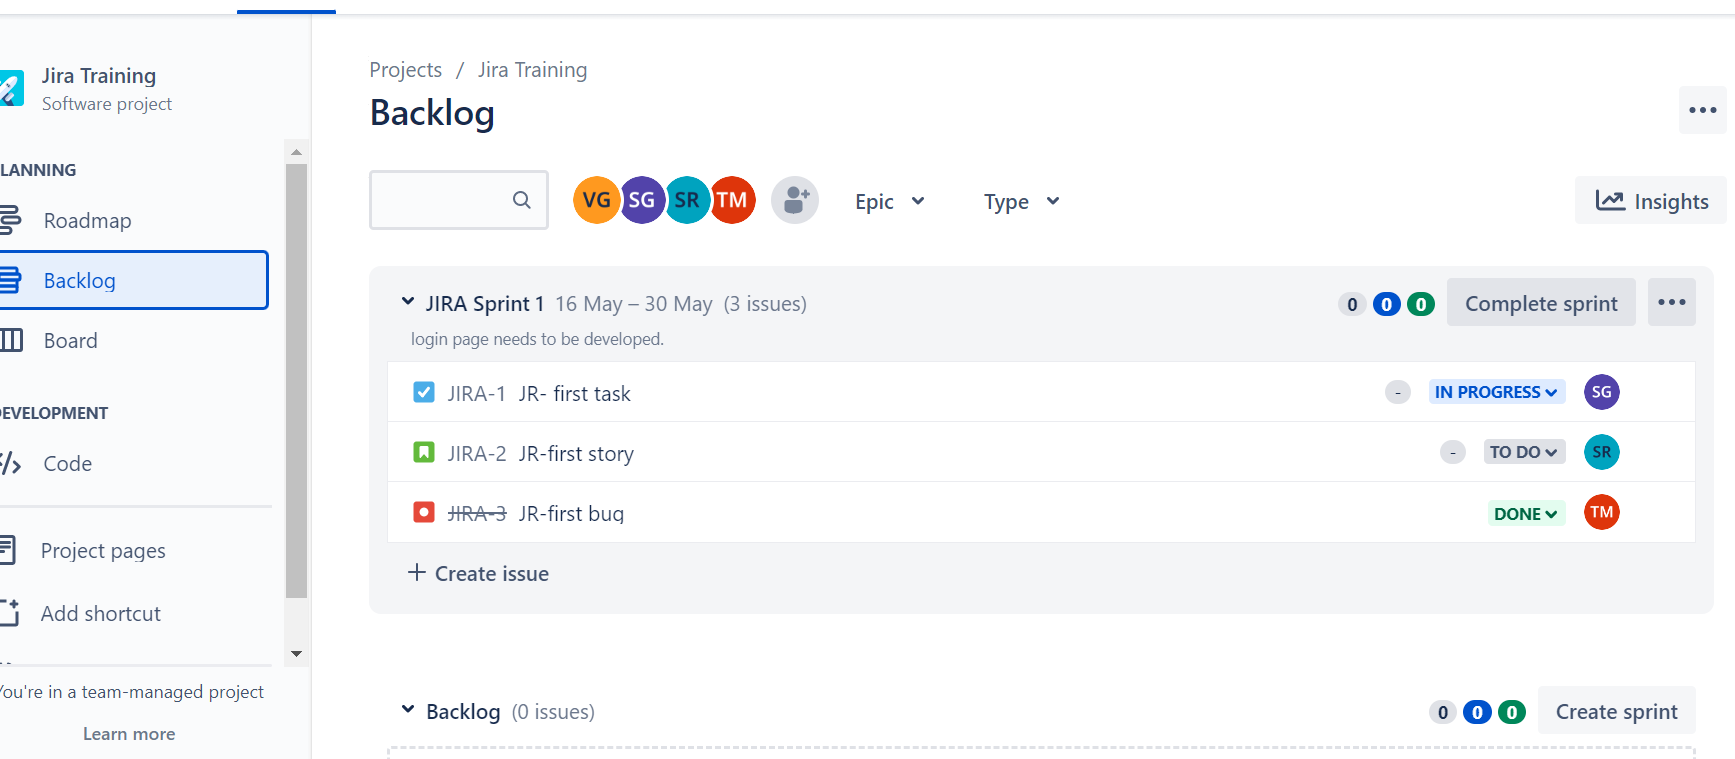 Jira Training
Software project
LANNING
Roadmap
Backlog
Board
DEVELOPMENT
Code
Project pages
Add shortcut
You're in a team-managed project
Learn more
Projects / Jira Training
Backlog
VG SG SR TM
Epic
Type
Insights
JIRA Sprint 1 16 May – 30 May (3 issues)
0 0 0 Complete sprint
login page needs to be developed.
JIRA-1 JR- first task - IN PROGRESS SG
JIRA-2 JR-first story - TO DO SR
JIRA-3 JR-first bug DONE TM
+ Create issue
Backlog (0 issues) 0 0 0 Create sprint